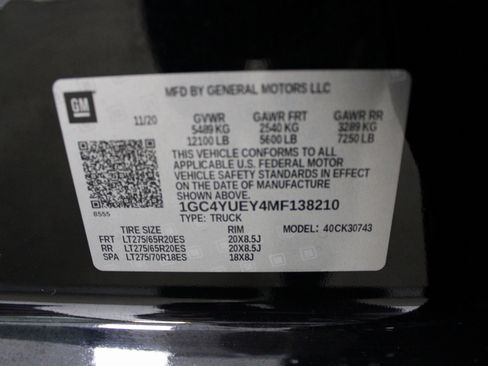 MFD BY GENERAL MOTORS LLC
GM
11/20 GVWR GAWR FRT GAWR RR
5489 KG 2540 KG 3289 KG
12100 LB 5600 LB 7250 LB
THIS VEHICLE CONFORMS TO ALL
APPLICABLE U.S. FEDERAL MOTOR
VEHICLE SAFETY STANDARDS IN
EFFECT ON THE DATE OF MANUFACTURE
SHOWN ABOVE.
1GC4YUEY4MF138210
TYPE: TRUCK
TIRE SIZE RIM MODEL: 40CK30743
FRT LT275/65R20ES 20X8.5J
RR LT275/65R20ES 20X8.5J
SPA LT275/70R18ES 18X8J